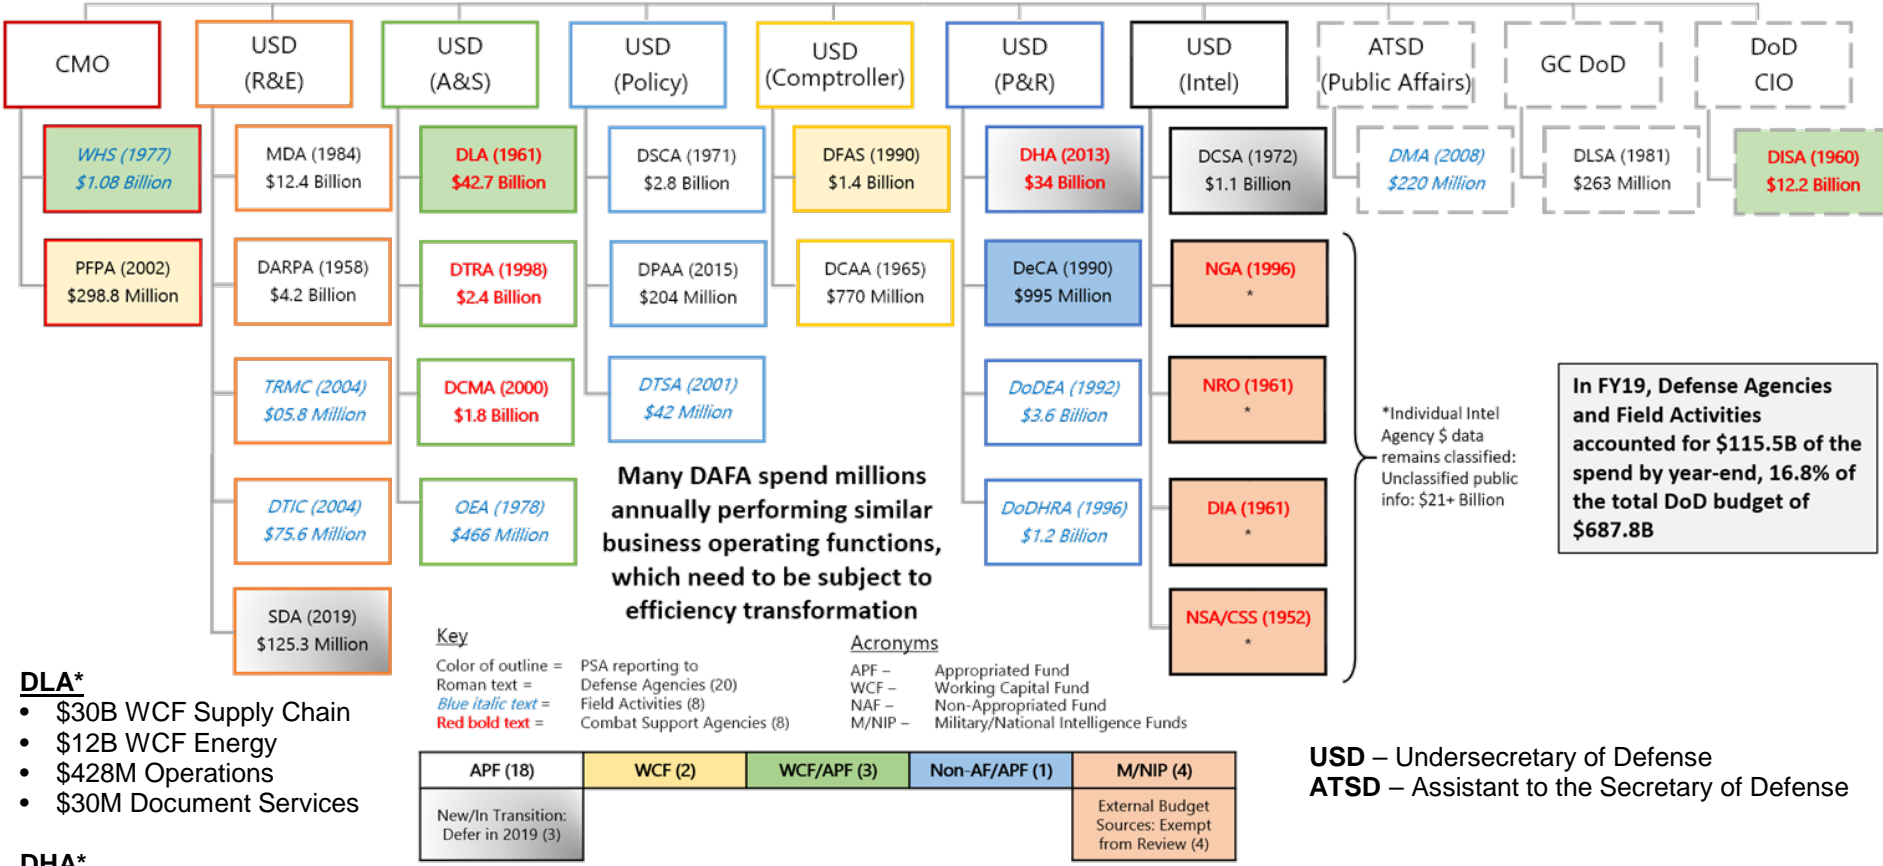 CMO
USD
(R&E)
USD
(A&S)
USD
(Policy)
USD
(Comptroller)
USD
(P&R)
USD
(Intel)
ATSD
(Public Affairs)
GC DoD
DoD
CIO
WHS (1977)
$1.08 Billion
MDA (1984)
$12.4 Billion
DLA (1961)
$42.7 Billion
DSCA (1971)
$2.8 Billion
DFAS (1990)
$1.4 Billion
DHA (2013)
$34 Billion
DCSA (1972)
$1.1 Billion
DMA (2008)
$220 Million
DLSA (1981)
$263 Million
DISA (1960)
$12.2 Billion
PFPA (2002)
$298.8 Million
DARPA (1958)
$4.2 Billion
DTRA (1998)
$2.4 Billion
DPAA (2015)
$204 Million
DCAA (1965)
$770 Million
DeCA (1990)
$995 Million
NGA (1996)
*
TRMC (2004)
$05.8 Million
DCMA (2000)
$1.8 Billion
DTSA (2001)
$42 Million
DoDEA (1992)
$3.6 Billion
NRO (1961)
*
DTIC (2004)
$75.6 Million
OEA (1978)
$466 Million
DoDHRA (1996)
$1.2 Billion
DIA (1961)
*
SDA (2019)
$125.3 Million
NSA/CSS (1952)
*
*Individual Intel
Agency $ data
remains classified:
Unclassified public
info: $21+ Billion
In FY19, Defense Agencies
and Field Activities
accounted for $115.5B of the
spend by year-end, 16.8% of
the total DoD budget of
$687.8B
Many DAFA spend millions
annually performing similar
business operating functions,
which need to be subject to
efficiency transformation
Key
Color of outline = PSA reporting to
Roman text = Defense Agencies (20)
Blue italic text = Field Activities (8)
Red bold text = Combat Support Agencies (8)
Acronyms
APF – Appropriated Fund
WCF – Working Capital Fund
NAF – Non-Appropriated Fund
M/NIP – Military/National Intelligence Funds
APF (18) WCF (2) WCF/APF (3) Non-AF/APF (1) M/NIP (4)
New/In Transition:
Defer in 2019 (3)
External Budget
Sources: Exempt
from Review (4)
DLA*
• $30B WCF Supply Chain
• $12B WCF Energy
• $428M Operations
• $30M Document Services
DHA*
USD – Undersecretary of Defense
ATSD – Assistant to the Secretary of Defense